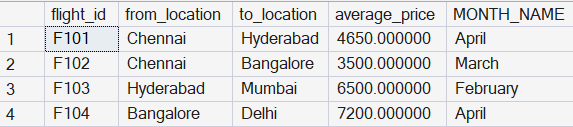 flight_id from_location to_location average_price MONTH_NAME
1 F101 Chennai Hyderabad 4650.000000 April
2 F102 Chennai Bangalore 3500.000000 March
3 F103 Hyderabad Mumbai 6500.000000 February
4 F104 Bangalore Delhi 7200.000000 April